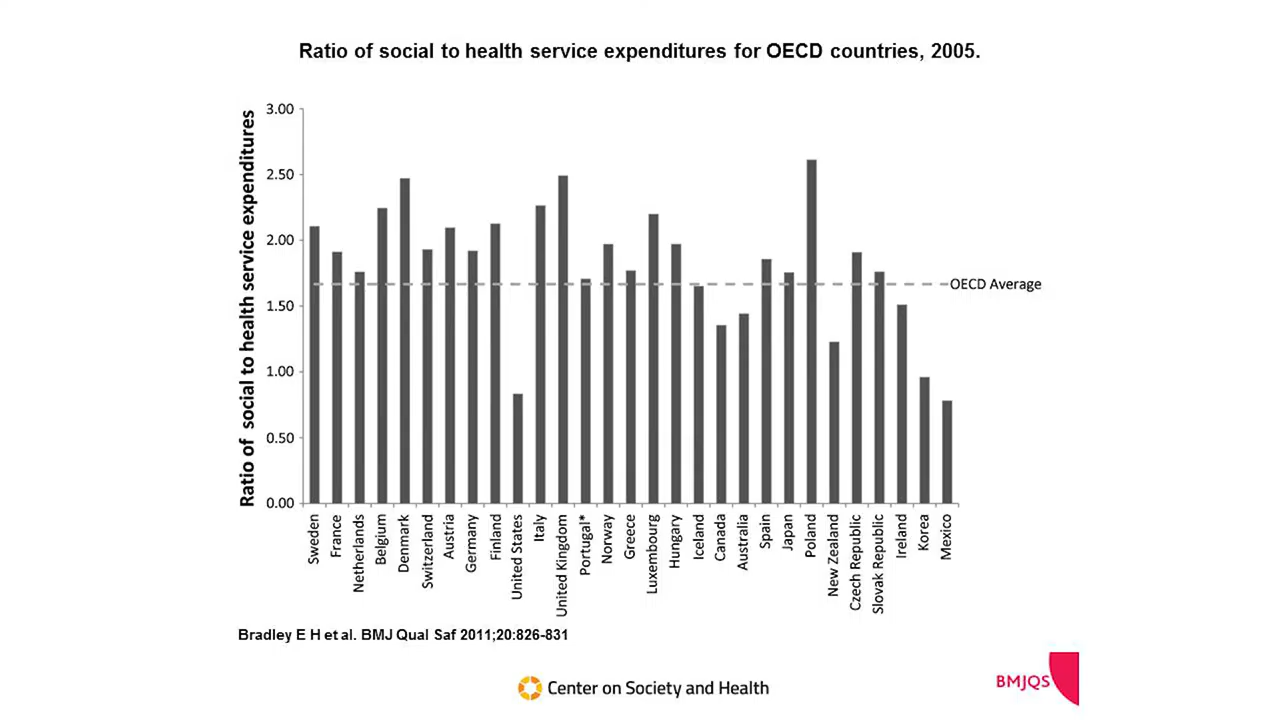 Ratio of social to health service expenditures for OECD countries, 2005.
Ratio of social to health service expenditures
3.00
2.50
2.00
1.50
1.00
0.50
0.00
OECD Average
Sweden
France
Netherlands
Belgium
Denmark
Switzerland
Austria
Germany
Finland
United States
Italy
United Kingdom
Portugal*
Norway
Greece
Luxembourg
Hungary
Iceland
Canada
Australia
Spain
Japan
Poland
New Zealand
Czech Republic
Slovak Republic
Ireland
Korea
Mexico
Bradley E H et al. BMJ Qual Saf 2011;20:826-831
Center on Society and Health
BMJQS